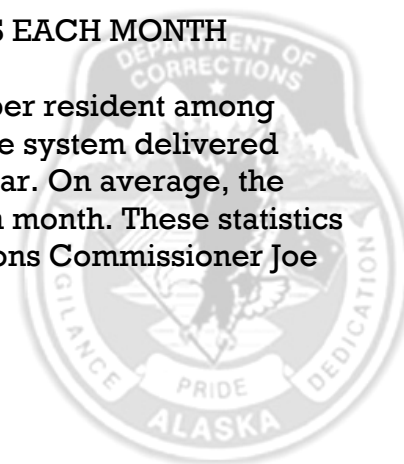 S EACH MONTH
per resident among
e system delivered
ar. On average, the
n month. These statistics
ons Commissioner Joe
DEPARTMENT OF
CORRECTIONS
VIGILANCE
PRIDE
DEDICATION
ALASKA